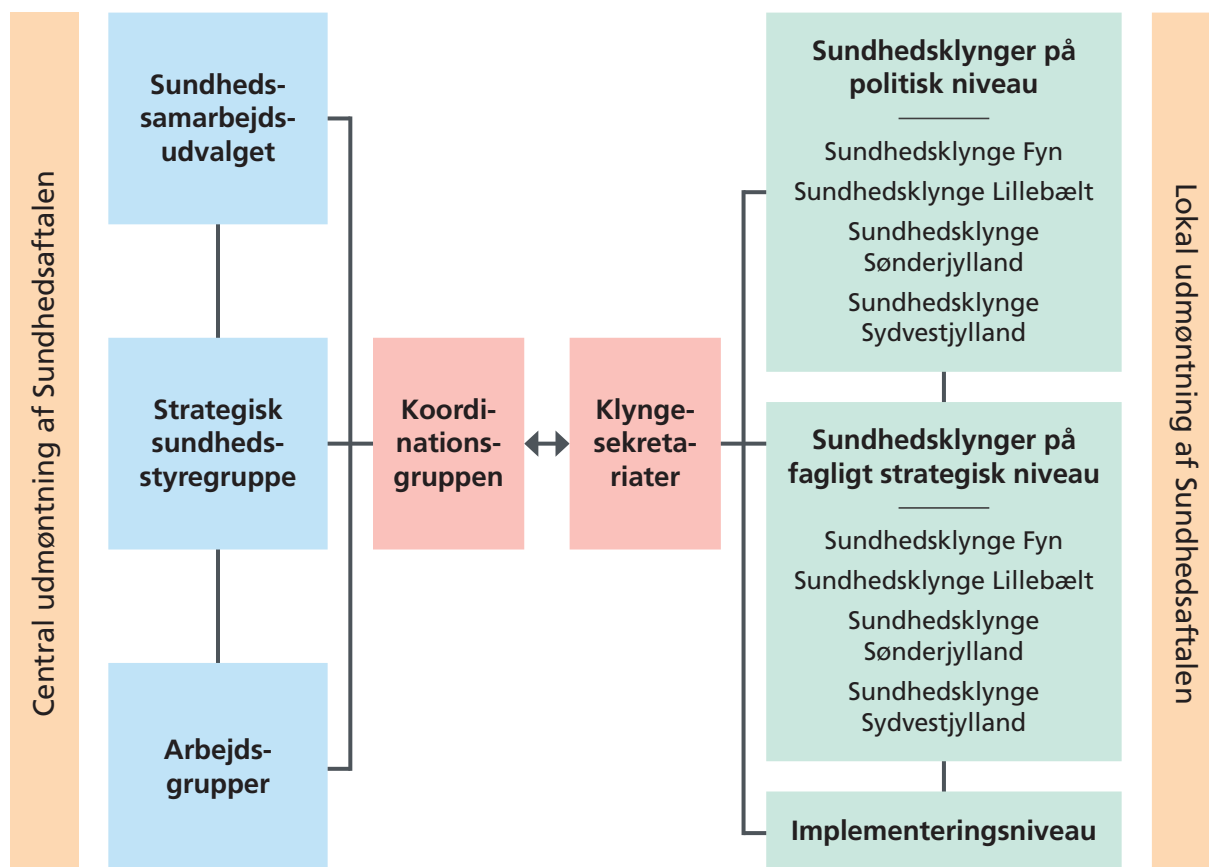 Central udmøntning af Sundhedsaftalen
Sundheds-
samarbejds-
udvalget
Strategisk
sundheds-
styregruppe
Arbejds-
grupper
Koordi-
nations-
gruppen
Klynge-
sekreta-
riater
Sundhedsklynger på
politisk niveau
Sundhedsklynge Fyn
Sundhedsklynge Lillebælt
Sundhedsklynge
Sønderjylland
Sundhedsklynge
Sydvestjylland
Sundhedsklynger på
fagligt strategisk niveau
Sundhedsklynge Fyn
Sundhedsklynge Lillebælt
Sundhedsklynge
Sønderjylland
Sundhedsklynge
Sydvestjylland
Implementeringsniveau
Lokal udmøntning af Sundhedsaftalen